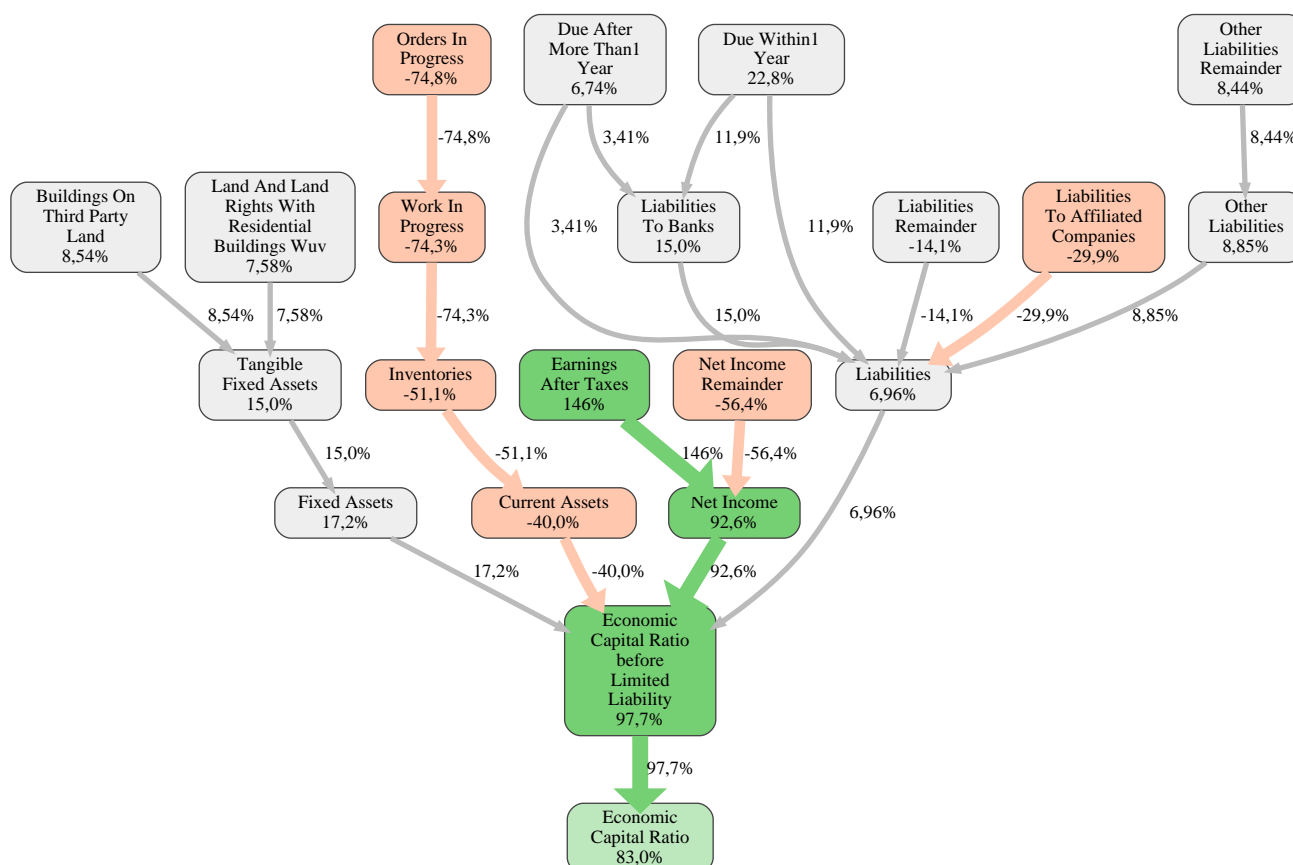 Orders In
Progress
-74,8%
Due After
More Than1
Year
6,74%
Due Within1
Year
22,8%
Other
Liabilities
Remainder
8,44%
-74,8%
3,41%
11,9%
8,44%
Buildings On
Third Party
Land
8,54%
Land And Land
Rights With
Residential
Buildings Wuv
7,58%
Work In
Progress
-74,3%
3,41%
Liabilities
To Banks
15,0%
11,9%
Liabilities
Remainder
-14,1%
Liabilities
To Affiliated
Companies
-29,9%
Other
Liabilities
8,85%
8,54%
7,58%
-74,3%
15,0%
-14,1%
-29,9%
8,85%
Tangible
Fixed Assets
15,0%
Inventories
-51,1%
Earnings
After Taxes
146%
Net Income
Remainder
-56,4%
Liabilities
6,96%
15,0%
-51,1%
146%
-56,4%
Fixed Assets
17,2%
Current Assets
-40,0%
Net Income
92,6%
6,96%
17,2%
-40,0%
92,6%
Economic
Capital Ratio
before
Limited
Liability
97,7%
97,7%
Economic
Capital Ratio
83,0%